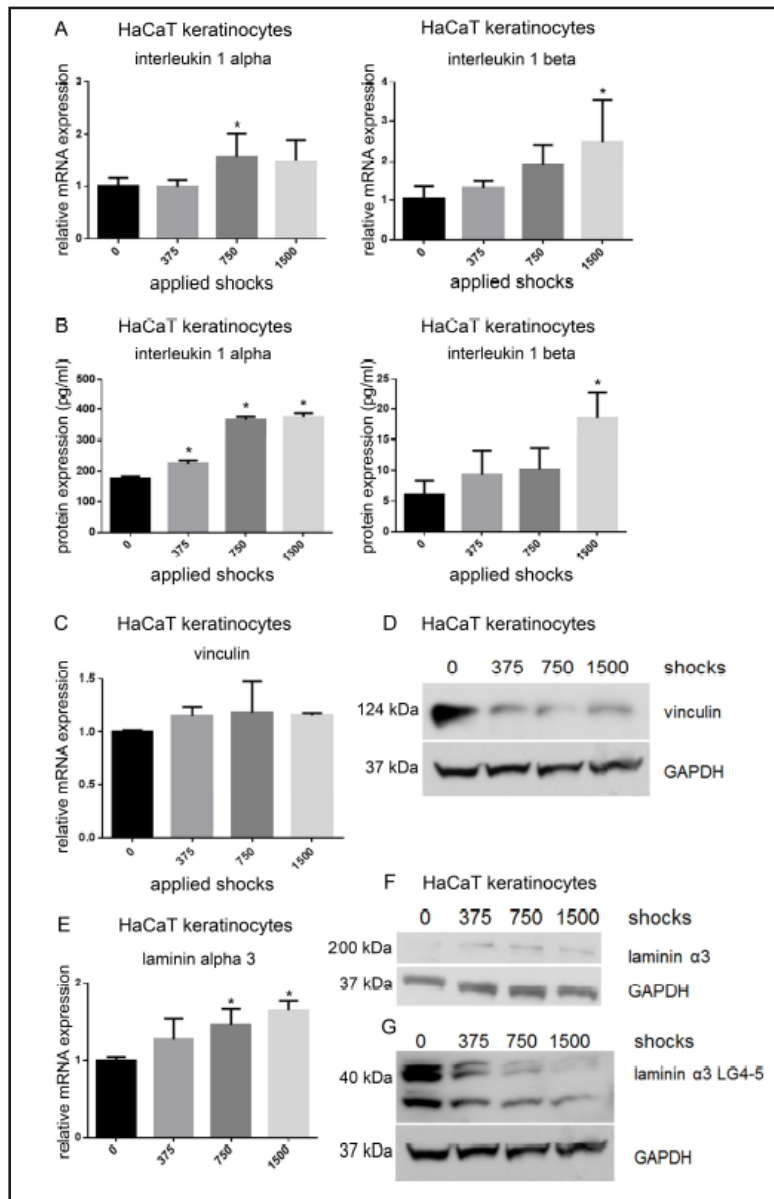 A HaCaT keratinocytes HaCaT keratinocytes
interleukin 1 alpha interleukin 1 beta
relative mRNA expression
3
2
1
0
0 375 750 1500
*
applied shocks
relative mRNA expression
4
3
2
1
0
0 375 750 1500
*
applied shocks
B HaCaT keratinocytes HaCaT keratinocytes
interleukin 1 alpha interleukin 1 beta
protein expression (pg/ml)
500
400
300
200
100
0
0 375 750 1500
* * *
applied shocks
protein expression (pg/ml)
25
20
15
10
5
0
0 375 750 1500
*
applied shocks
C HaCaT keratinocytes
vinculin
relative mRNA expression
1.5
1.0
0.5
0.0
0 375 750 1500
applied shocks
D HaCaT keratinocytes
0 375 750 1500 shocks
124 kDa vinculin
37 kDa GAPDH
E HaCaT keratinocytes
laminin alpha 3
relative mRNA expression
2
1
0
0 375 750 1500
* *
applied shocks
F HaCaT keratinocytes
0 375 750 1500 shocks
200 kDa laminin α3
37 kDa GAPDH
G 0 375 750 1500 shocks
40 kDa laminin α3 LG4-5
37 kDa GAPDH